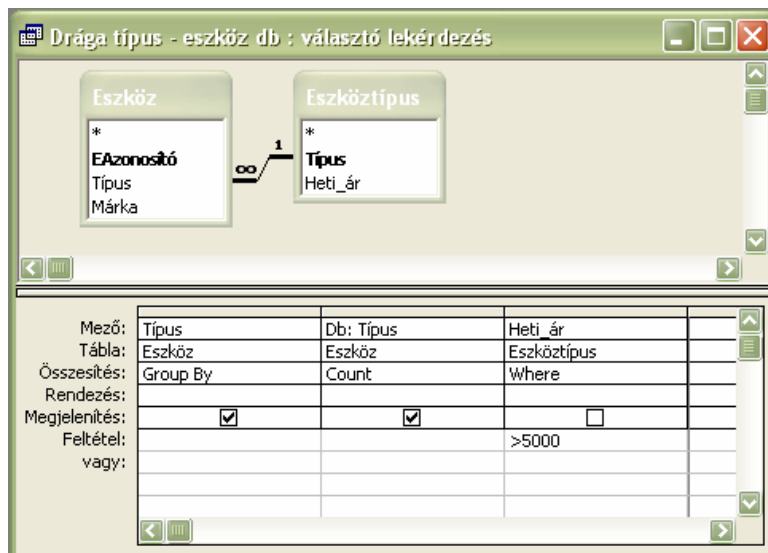 Drága típus - eszköz db : választó lekérdezés
Eszköz
*
EAzonosító
Típus
Márka
∞ 1
Eszköztípus
*
Típus
Heti_ár
Mező: Típus Db: Típus Heti_ár
Tábla: Eszköz Eszköz Eszköztípus
Összesítés: Group By Count Where
Rendezés:
Megjelenítés:
Feltétel: >5000
vagy: